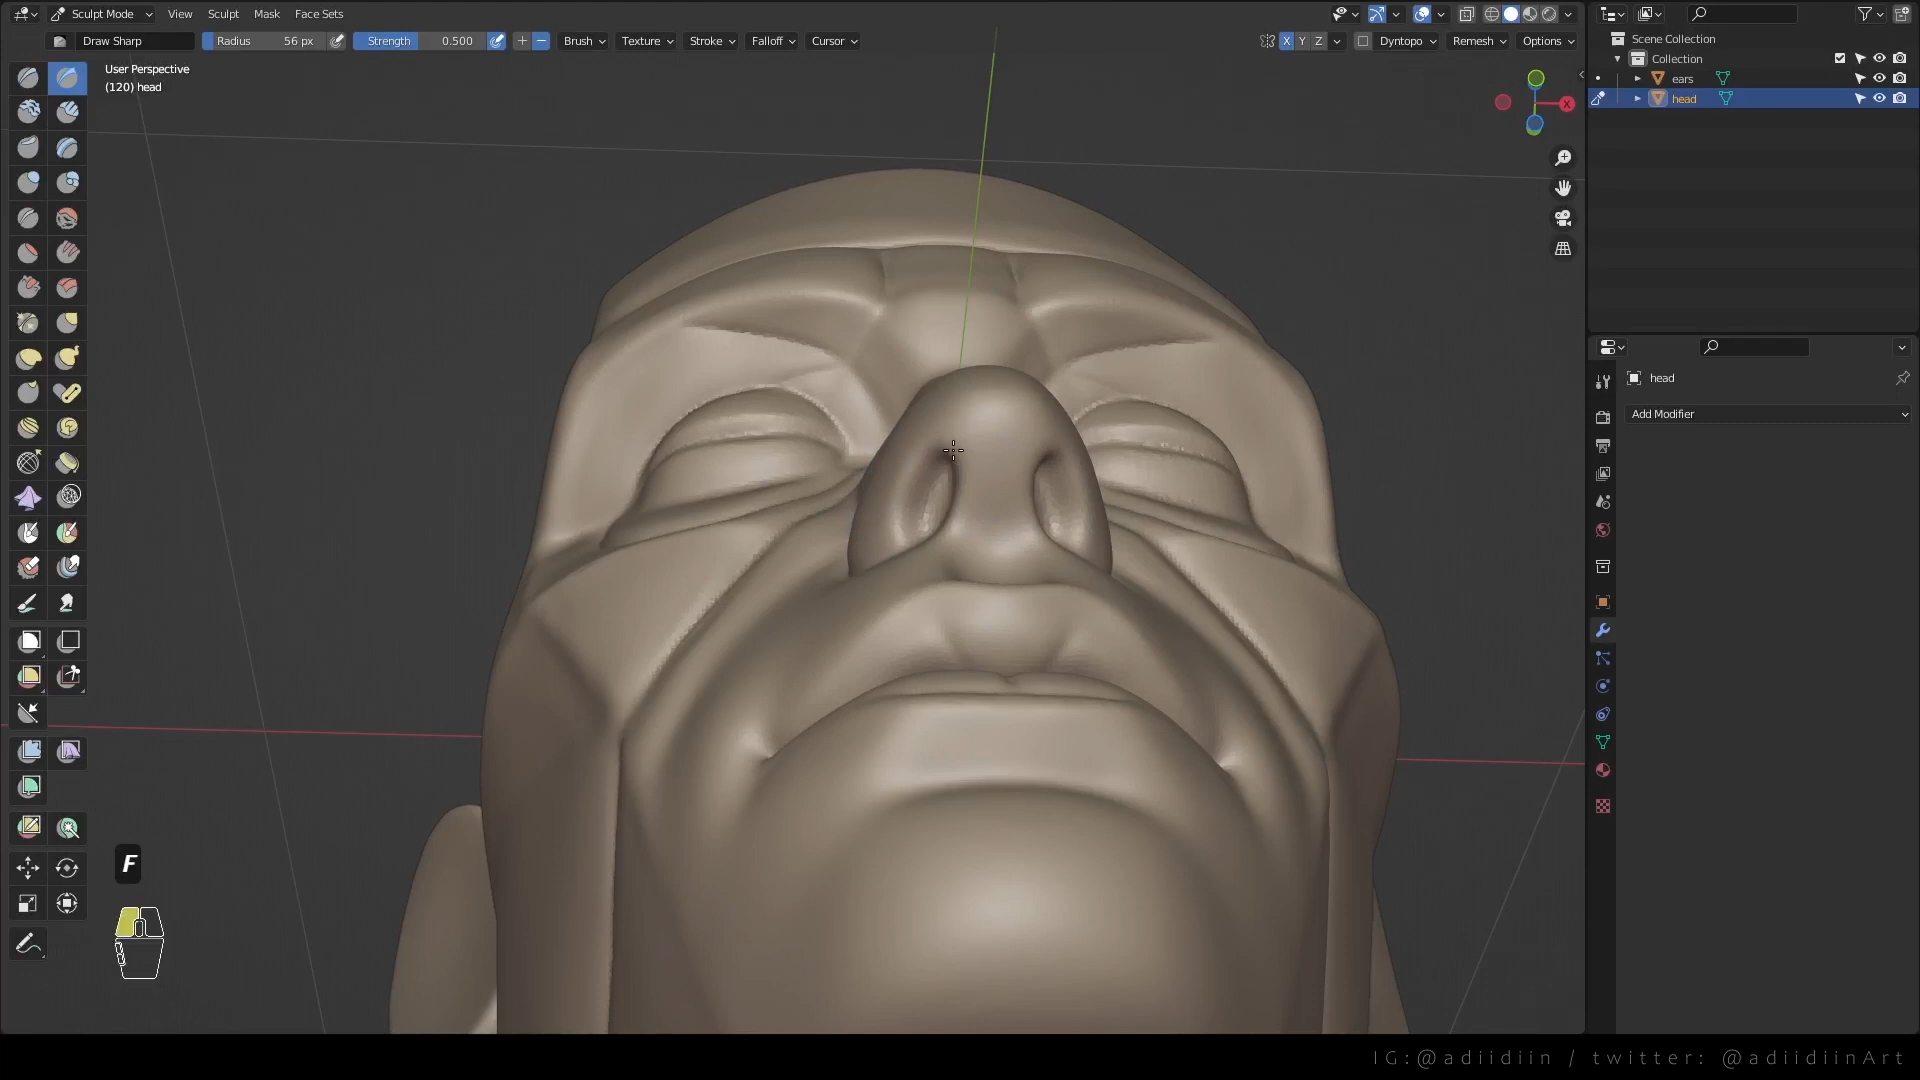 Sculpt Mode View Sculpt Mask Face Sets
Draw Sharp Radius 56 px Strength 0.500 Brush Texture Stroke Falloff Cursor X Y Z Dyntopo Remesh Options
User Perspective
(120) head
X
Scene Collection
Collection
ears
head
head
Add Modifier
F
IG:@adiidiin / twitter: @adiidiinArt